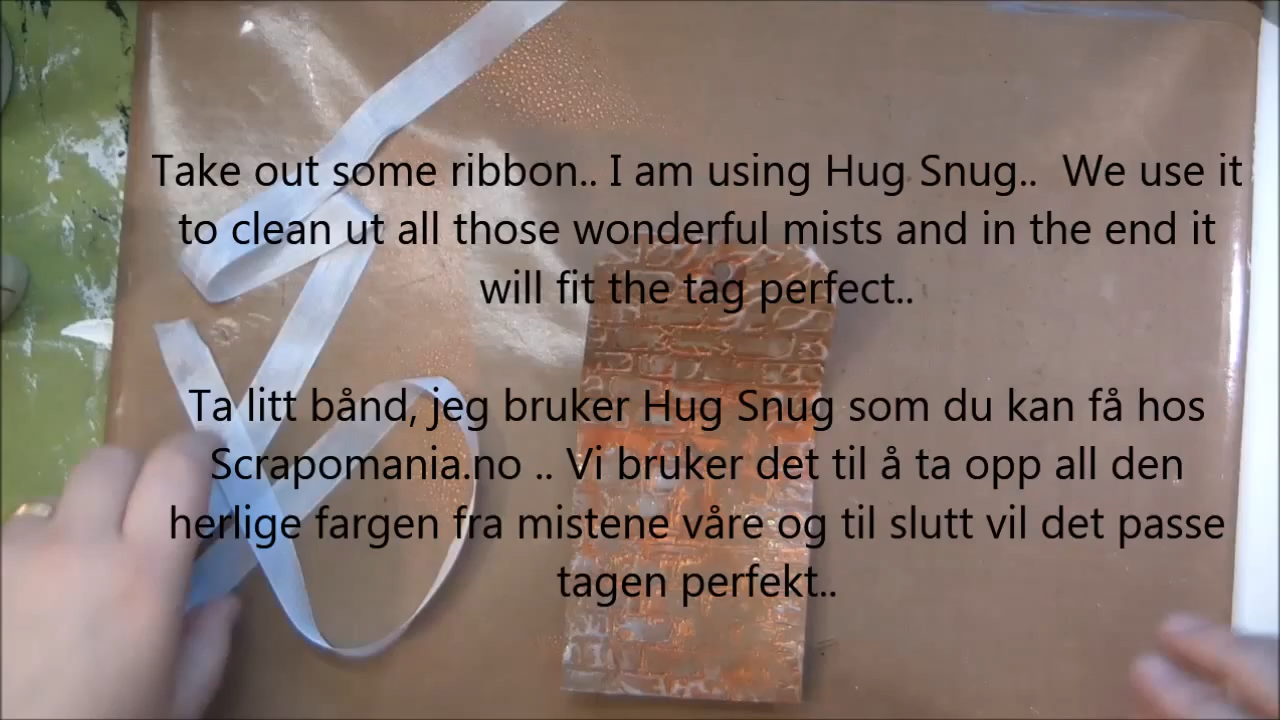 Take out some ribbon.. I am using Hug Snug..  We use it
to clean ut all those wonderful mists and in the end it
will fit the tag perfect..
Ta litt bånd, jeg bruker Hug Snug som du kan få hos
Scrapomania.no .. Vi bruker det til å ta opp all den
herlige fargen fra mistene våre og til slutt vil det passe
tagen perfekt..